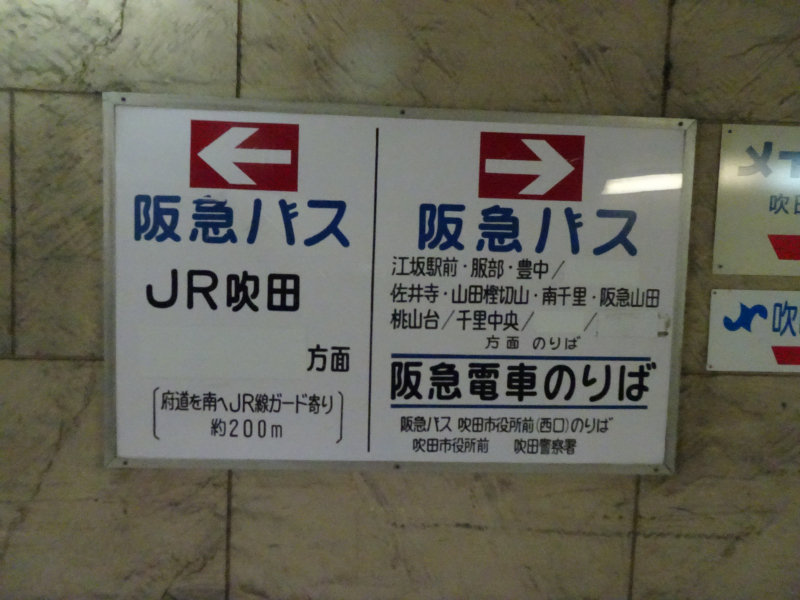 阪急バス
JR吹田
方面
府道を南へJR線ガード寄り
約200m
阪急バス
江坂駅前・服部・豊中/
佐井寺・山田樫切山・南千里・阪急山田
桃山台/千里中央/ /
方面 のりば
阪急電車のりば
阪急バス 吹田市役所前(西口)のりば
吹田市役所前 吹田警察署
メイ
吹田
吹